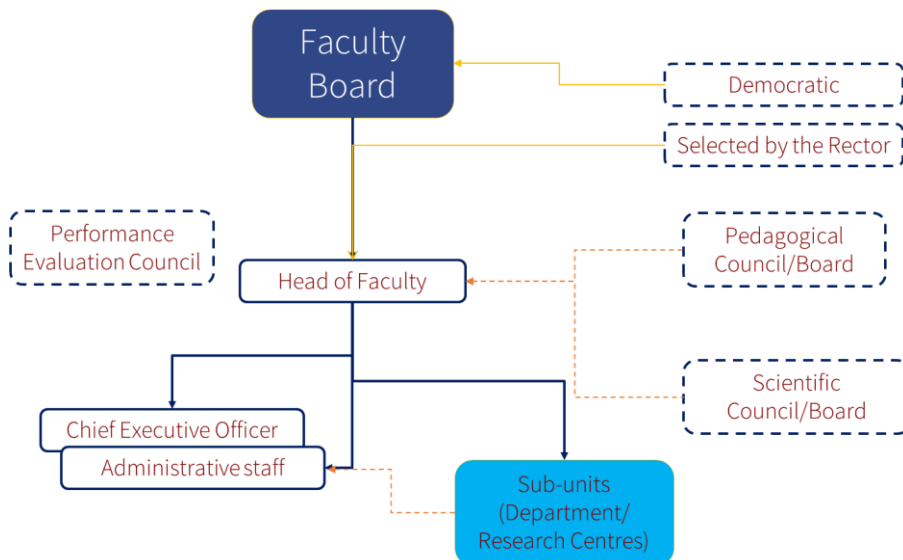 Faculty
Board
Democratic
Selected by the Rector
Performance
Evaluation Council
Pedagogical
Council/Board
Head of Faculty
Scientific
Council/Board
Chief Executive Officer
Administrative staff
Sub-units
(Department/
Research Centres)